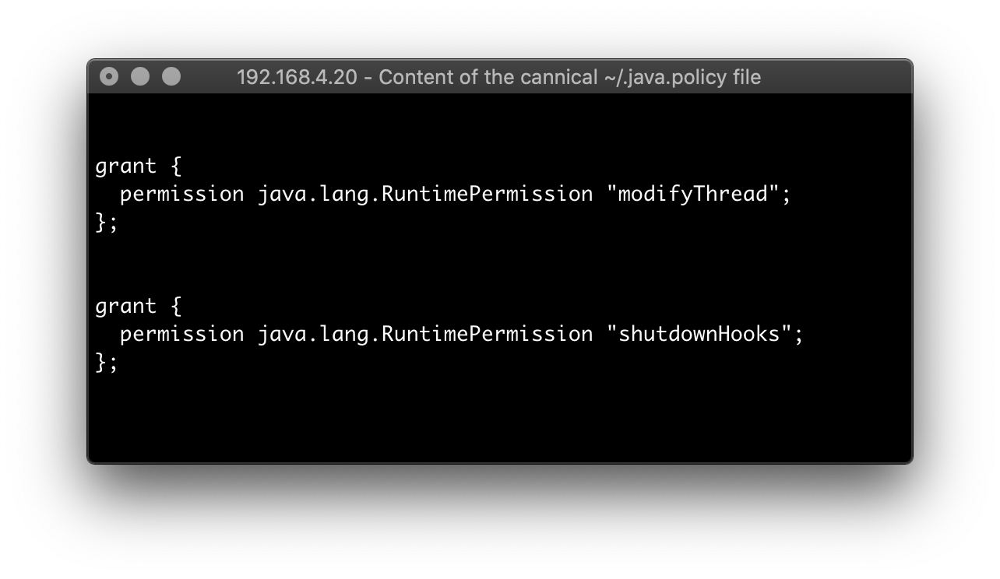 192.168.4.20 - Content of the cannical ~/.java.policy file
grant {
  permission java.lang.RuntimePermission "modifyThread";
};
grant {
  permission java.lang.RuntimePermission "shutdownHooks";
};